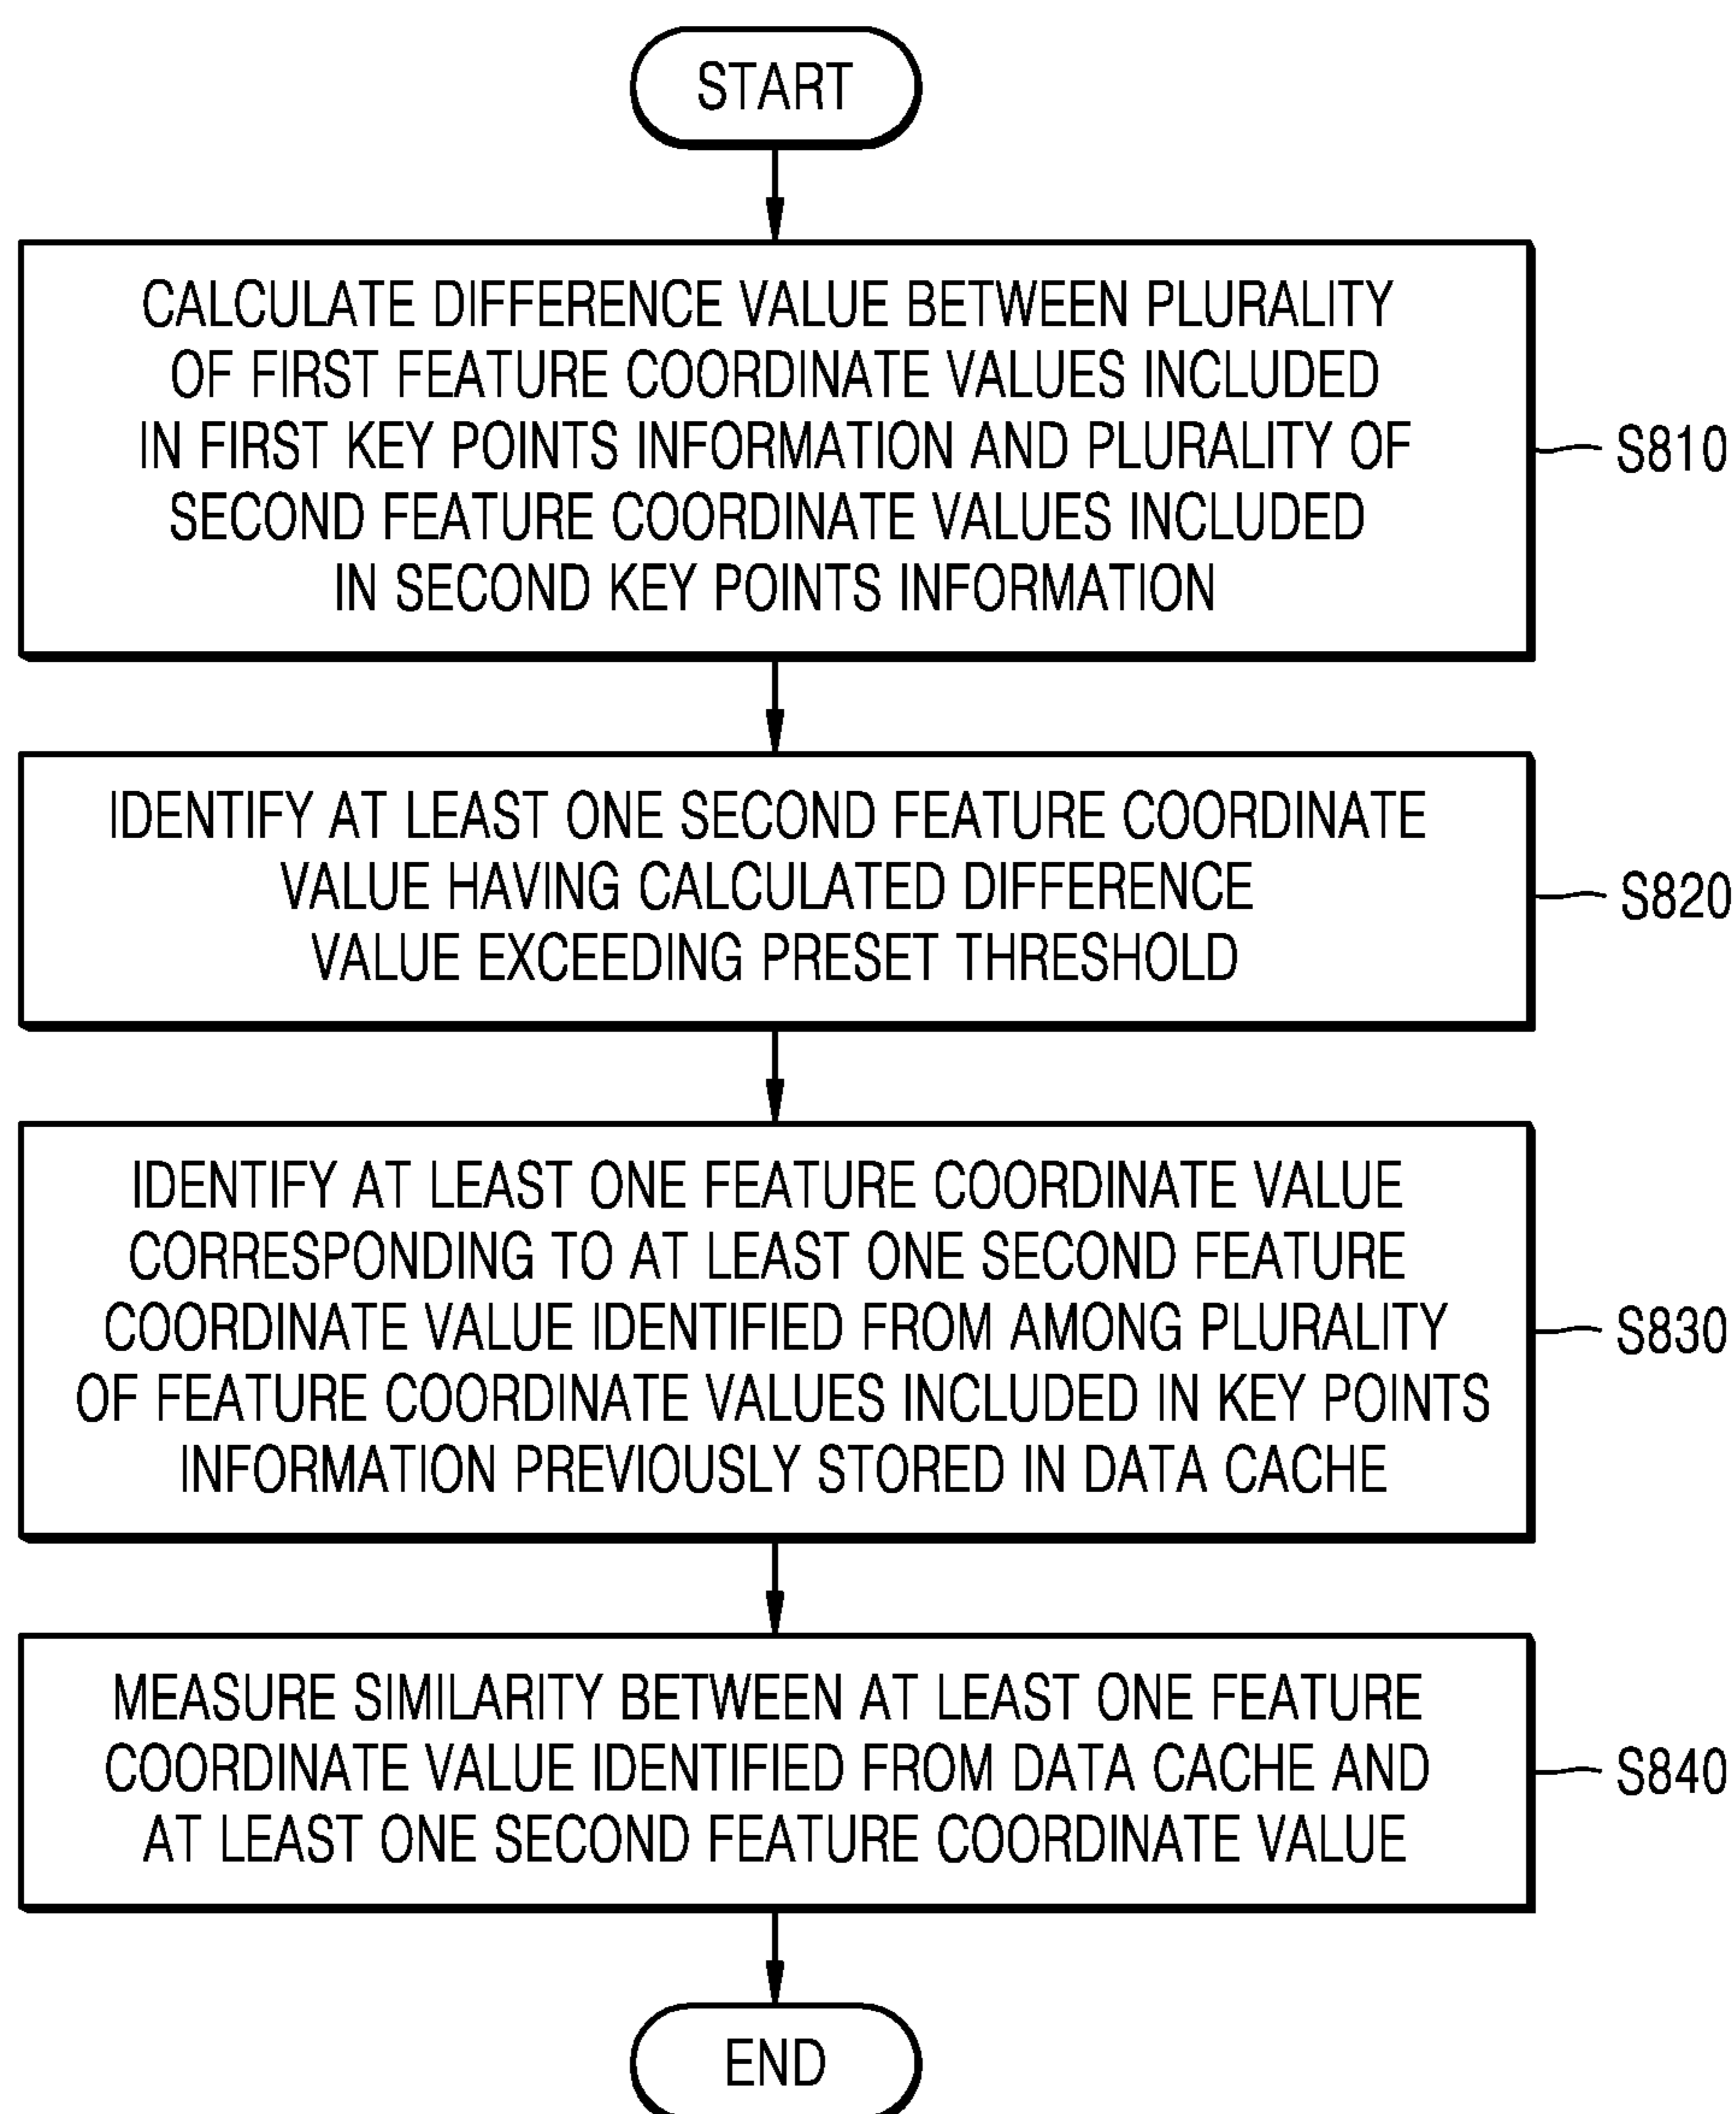 START
CALCULATE DIFFERENCE VALUE BETWEEN PLURALITY
OF FIRST FEATURE COORDINATE VALUES INCLUDED
IN FIRST KEY POINTS INFORMATION AND PLURALITY OF
SECOND FEATURE COORDINATE VALUES INCLUDED
IN SECOND KEY POINTS INFORMATION
S810
IDENTIFY AT LEAST ONE SECOND FEATURE COORDINATE
VALUE HAVING CALCULATED DIFFERENCE
VALUE EXCEEDING PRESET THRESHOLD
S820
IDENTIFY AT LEAST ONE FEATURE COORDINATE VALUE
CORRESPONDING TO AT LEAST ONE SECOND FEATURE
COORDINATE VALUE IDENTIFIED FROM AMONG PLURALITY
OF FEATURE COORDINATE VALUES INCLUDED IN KEY POINTS
INFORMATION PREVIOUSLY STORED IN DATA CACHE
S830
MEASURE SIMILARITY BETWEEN AT LEAST ONE FEATURE
COORDINATE VALUE IDENTIFIED FROM DATA CACHE AND
AT LEAST ONE SECOND FEATURE COORDINATE VALUE
S840
END